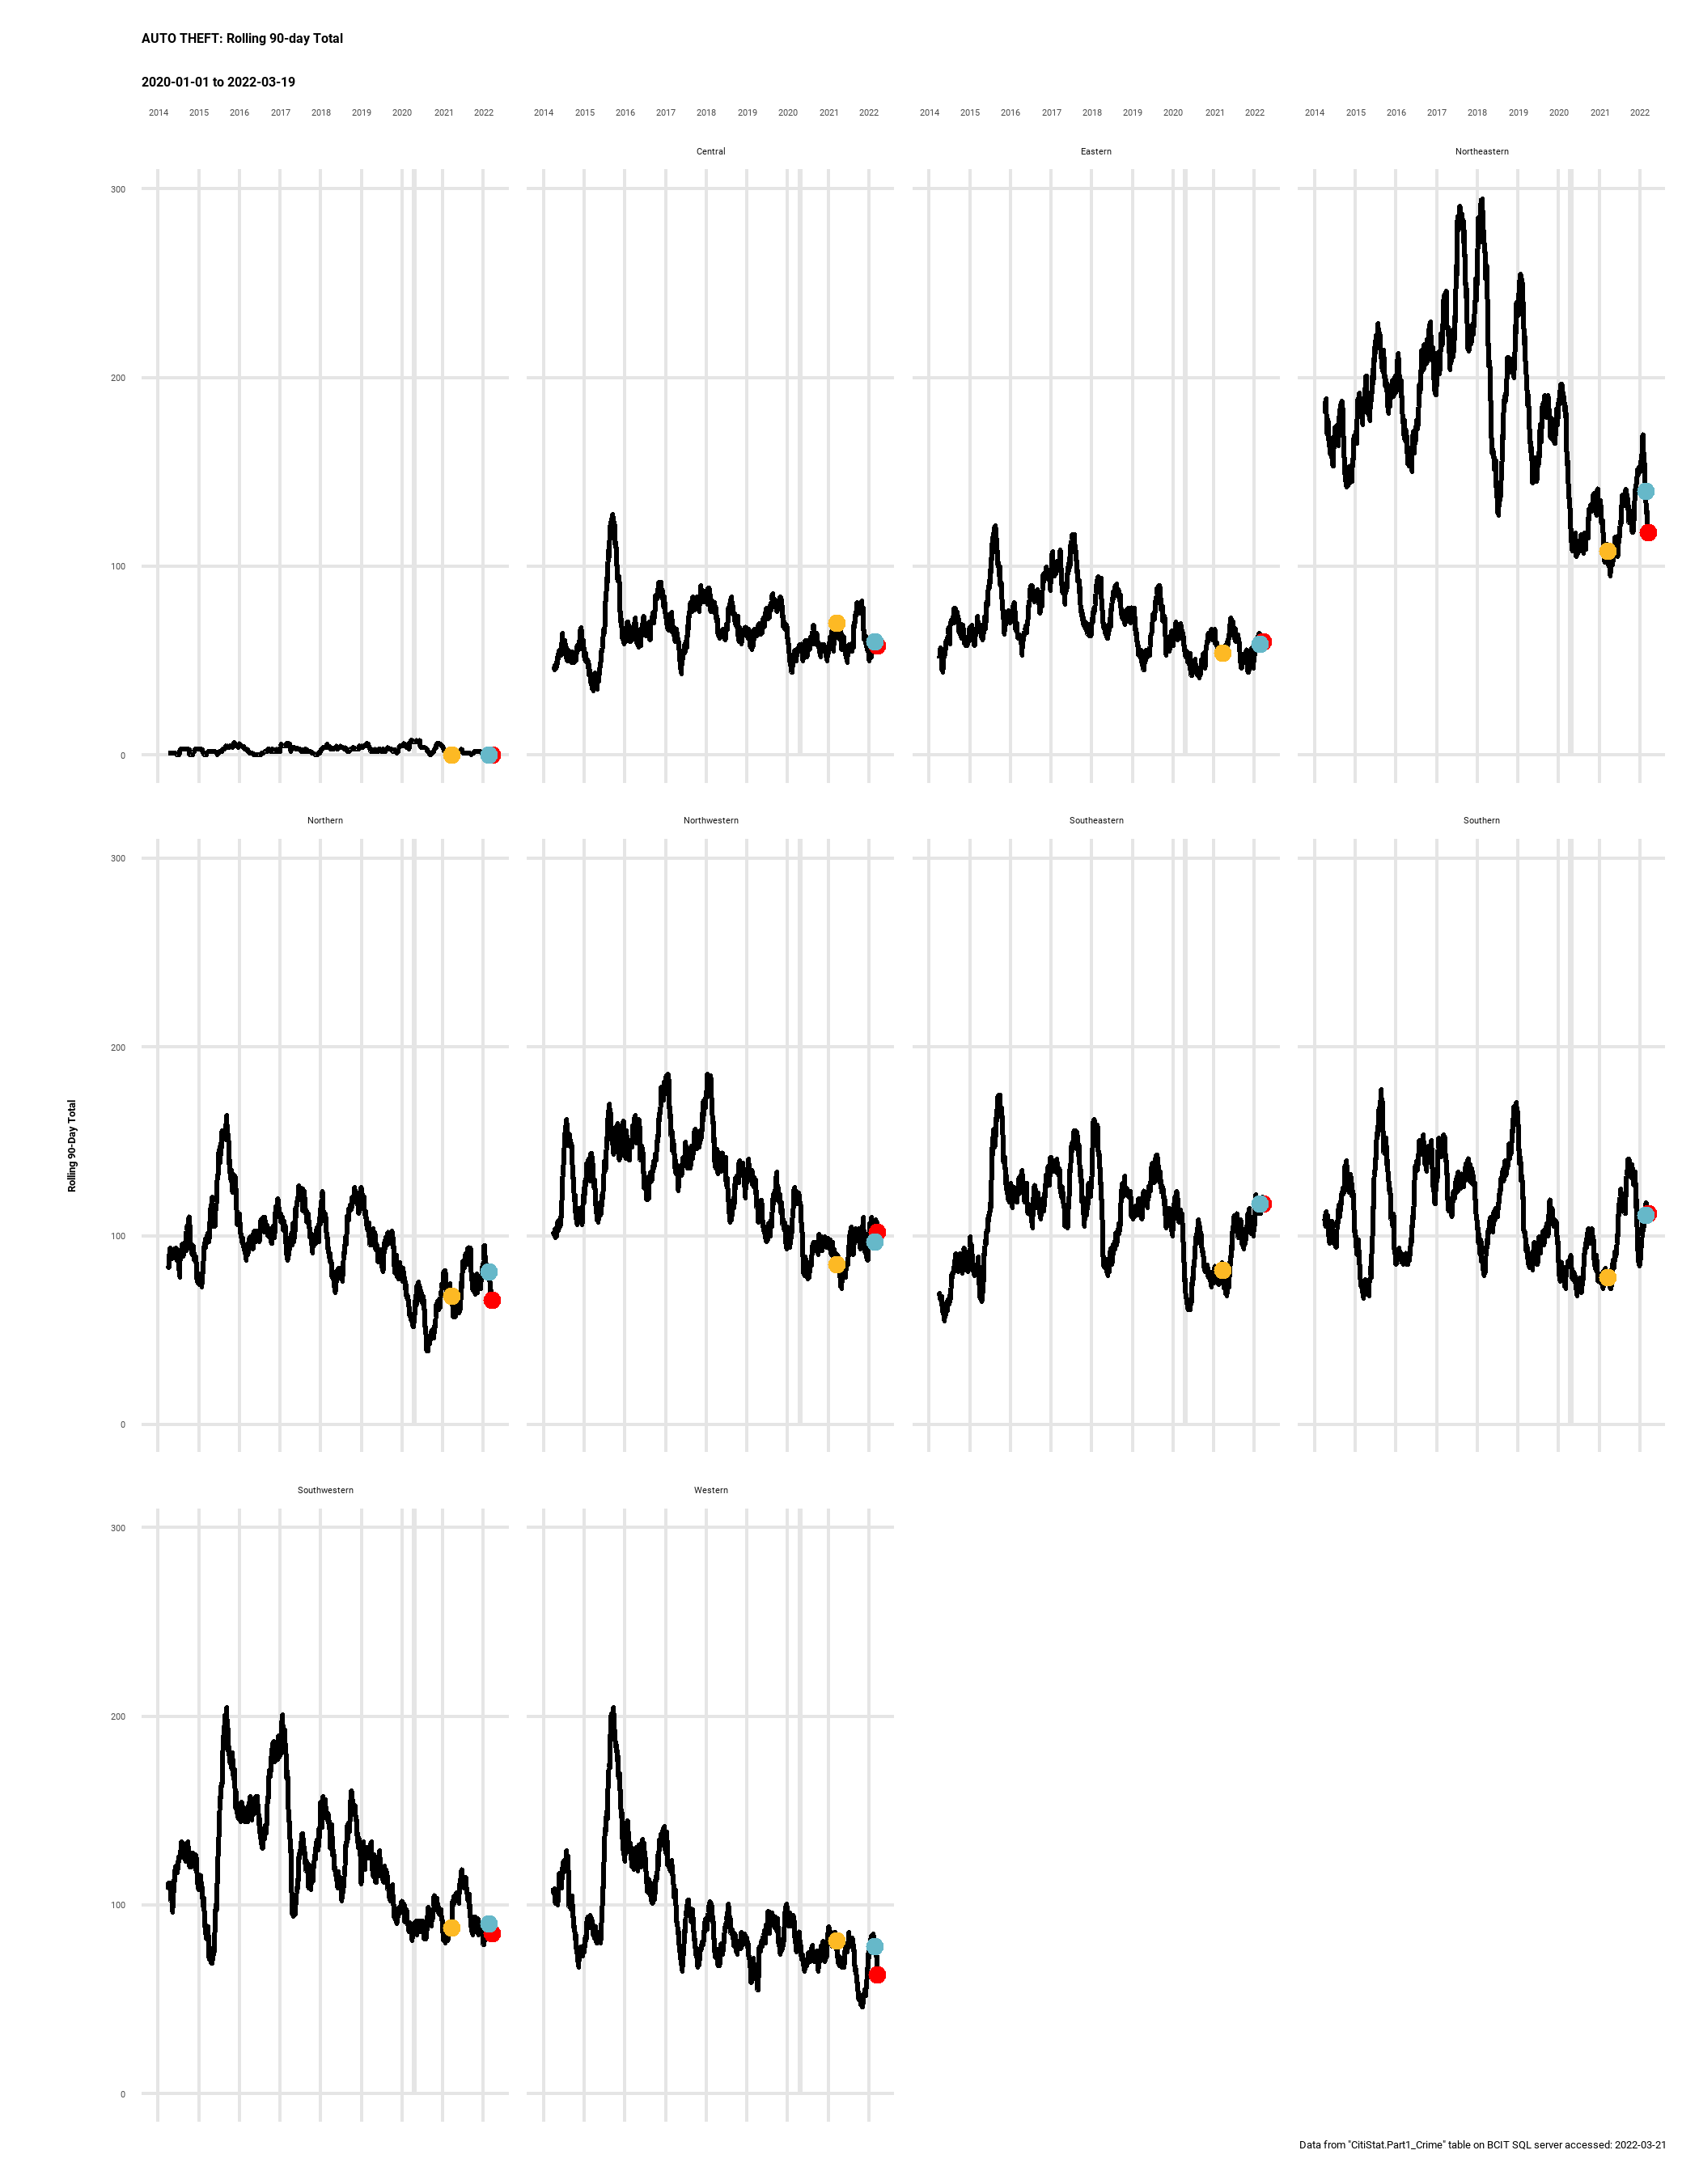 AUTO THEFT: Rolling 90-day Total
2020-01-01 to 2022-03-19
2014 2015 2016 2017 2018 2019 2020 2021 2022 2014 2015 2016 2017 2018 2019 2020 2021 2022 2014 2015 2016 2017 2018 2019 2020 2021 2022 2014 2015 2016 2017 2018 2019 2020 2021 2022
Central Eastern Northeastern
300
200
100
0
Northern Northwestern Southeastern Southern
300
200
100
0
Rolling 90-Day Total
Southwestern Western
300
200
100
0
Data from "CitiStat.Part1_Crime" table on BCIT SQL server accessed: 2022-03-21